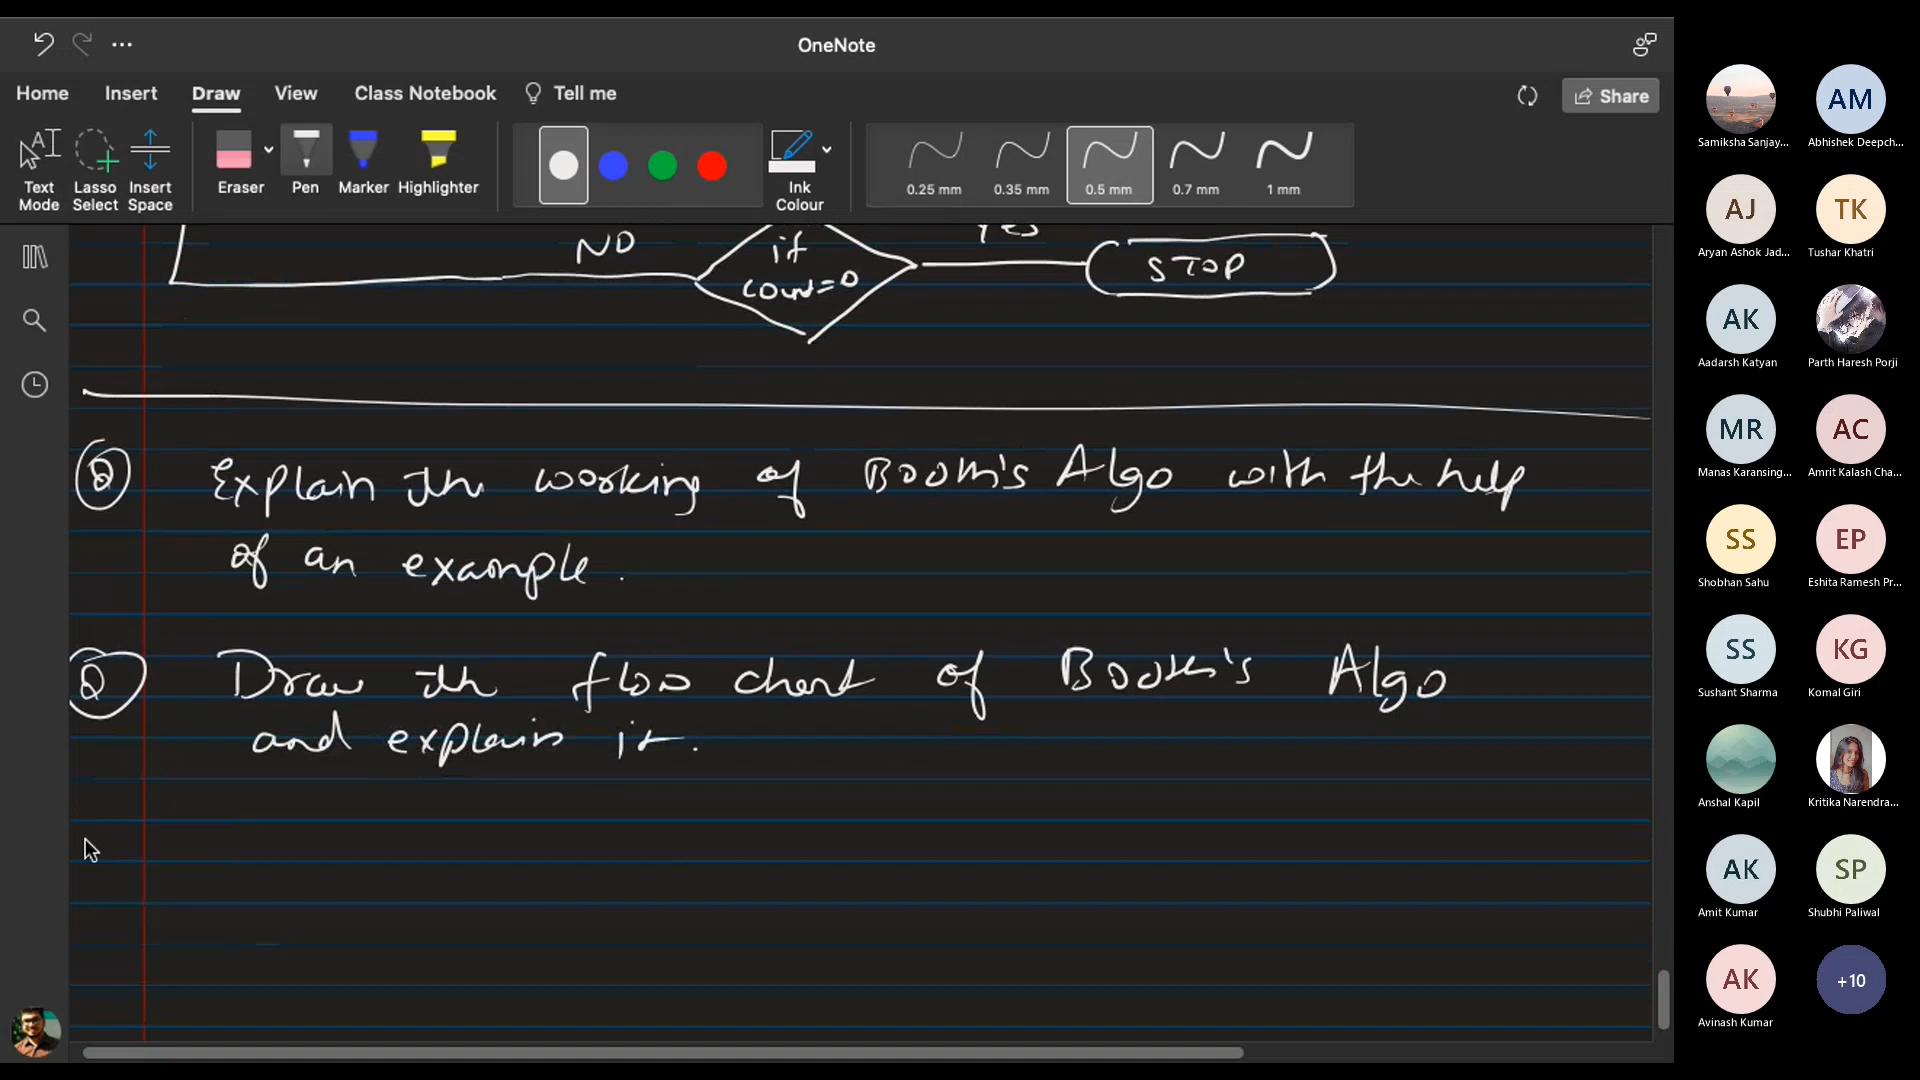 OneNote
Home Insert Draw View Class Notebook Tell me
Share
Text Mode
Lasso Select
Insert Space
Eraser
Pen
Marker
Highlighter
Ink Colour
0.25 mm
0.35 mm
0.5 mm
0.7 mm
1 mm
NO
if
count=0
YES
STOP
Q Explain the working of Booth's Algo with the help
of an example.
Q Draw the flow chart of Booth's Algo
and explain it.
Samiksha Sanjay...
AM
Abhishek Deepch...
AJ
Aryan Ashok Jad...
TK
Tushar Khatri
AK
Aadarsh Katyan
Parth Haresh Porji
MR
Manas Karansing...
AC
Amrit Kalash Cha...
SS
Shobhan Sahu
EP
Eshita Ramesh Pr...
SS
Sushant Sharma
KG
Komal Giri
Anshal Kapil
Kritika Narendra...
AK
Amit Kumar
SP
Shubhi Paliwal
AK
Avinash Kumar
+10